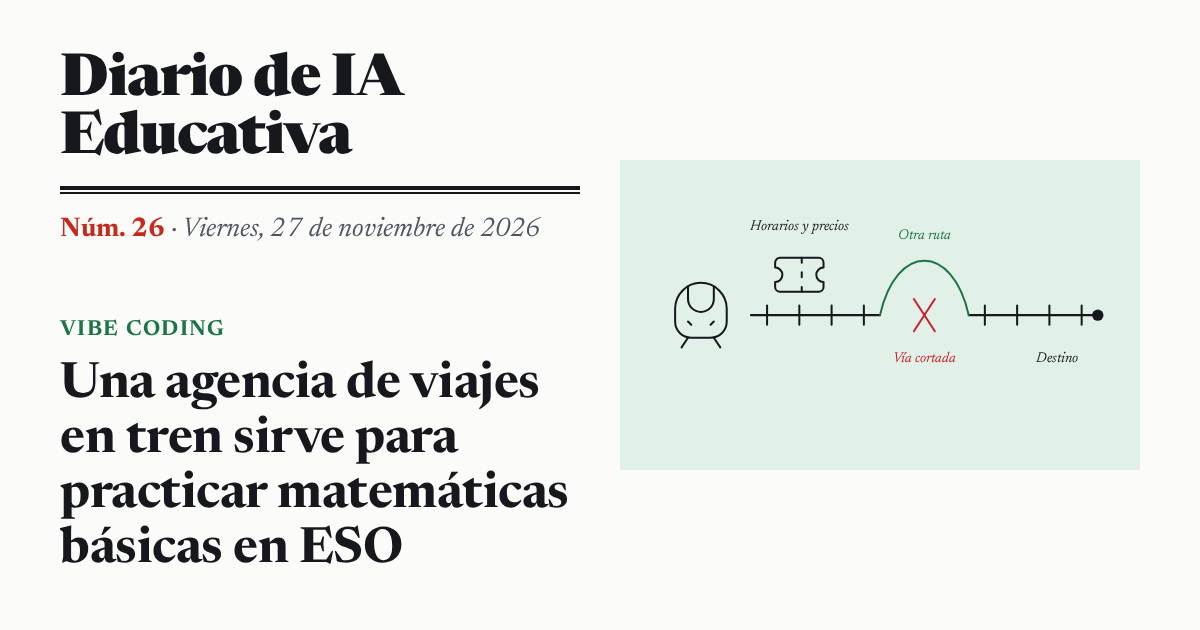 Diario de IA
Educativa
Núm. 26 · Viernes, 27 de noviembre de 2026
VIBE CODING
Una agencia de viajes
en tren sirve para
practicar matemáticas
básicas en ESO
Horarios y precios
Otra ruta
Vía cortada
Destino